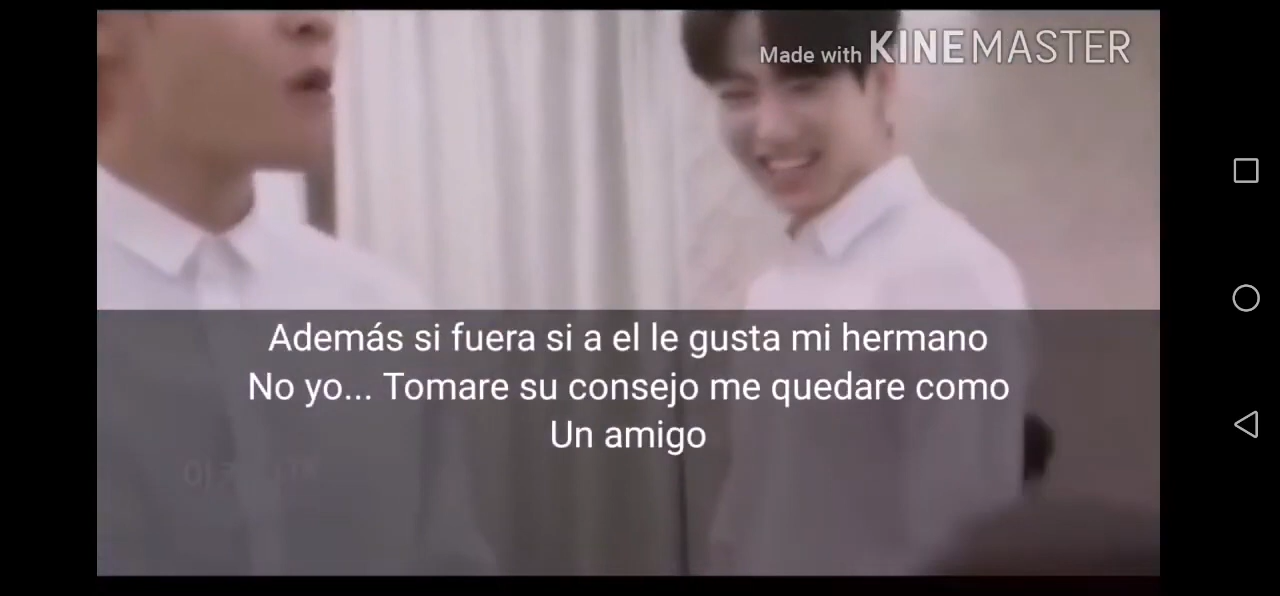 Made with KINEMASTER
Además si fuera si a el le gusta mi hermano
No yo... Tomare su consejo me quedare como
Un amigo